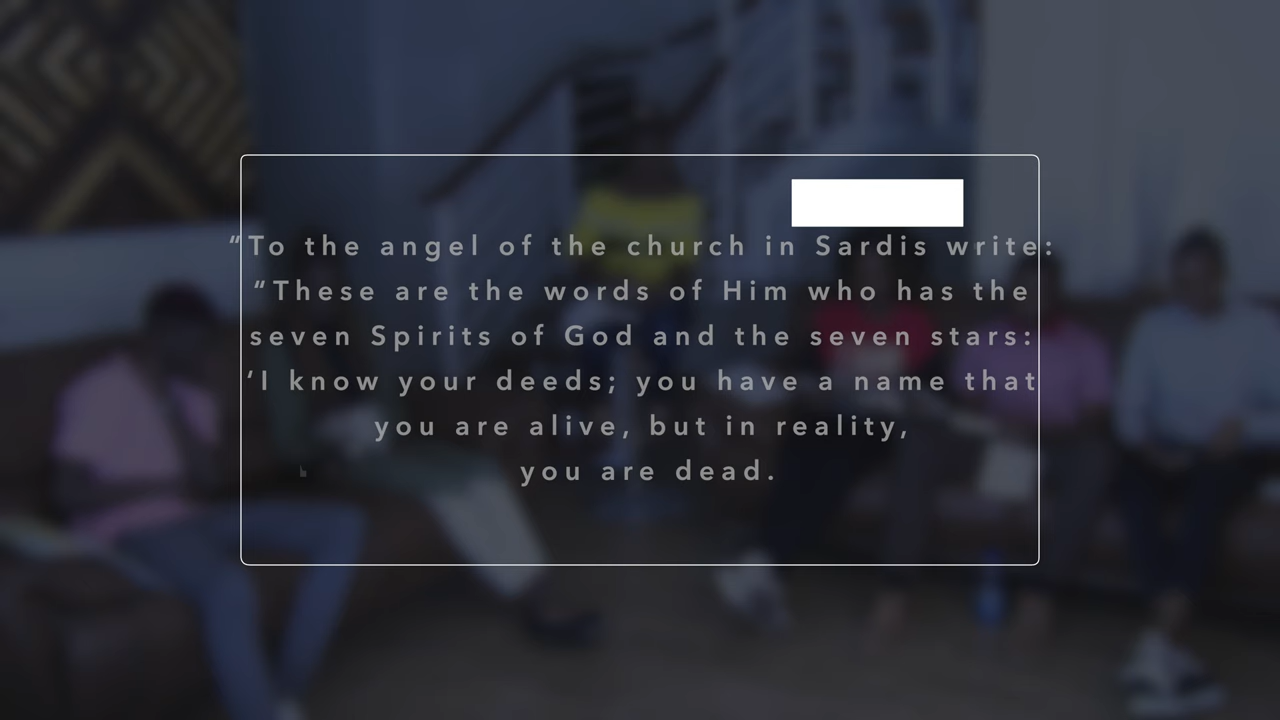 “To the angel of the church in Sardis write:
“These are the words of Him who has the
seven Spirits of God and the seven stars:
‘I know your deeds; you have a name that
you are alive, but in reality,
you are dead.